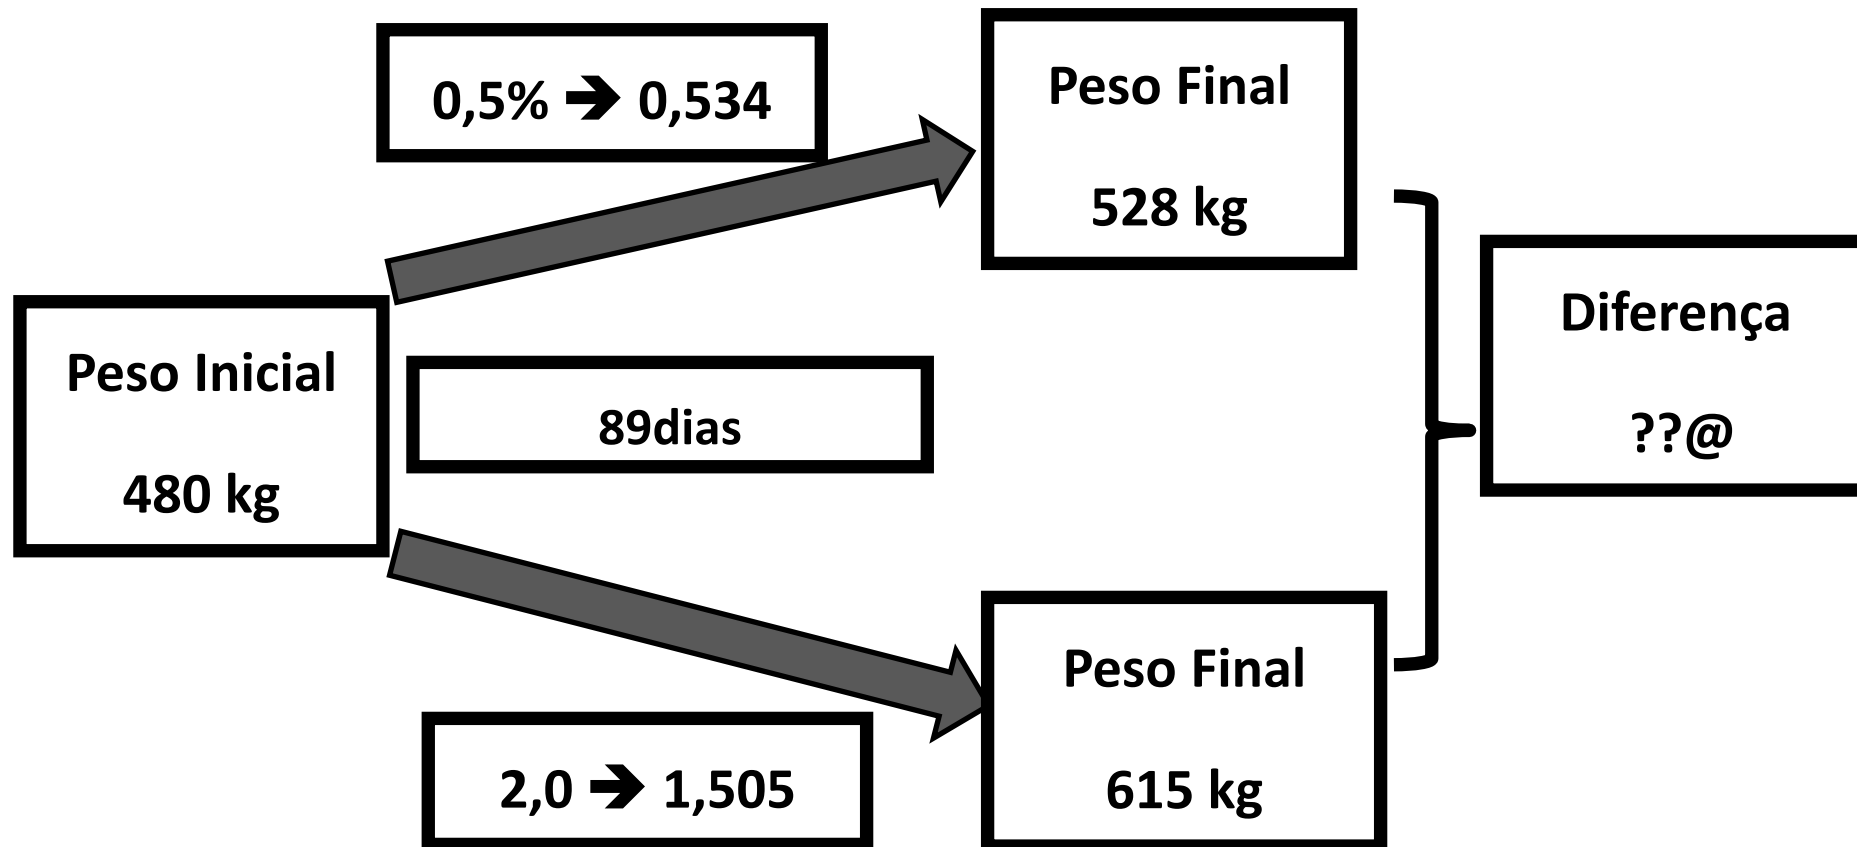 0,5% ➔ 0,534
Peso Final
528 kg
Peso Inicial
480 kg
89dias
Diferença
??@
2,0 ➔ 1,505
Peso Final
615 kg